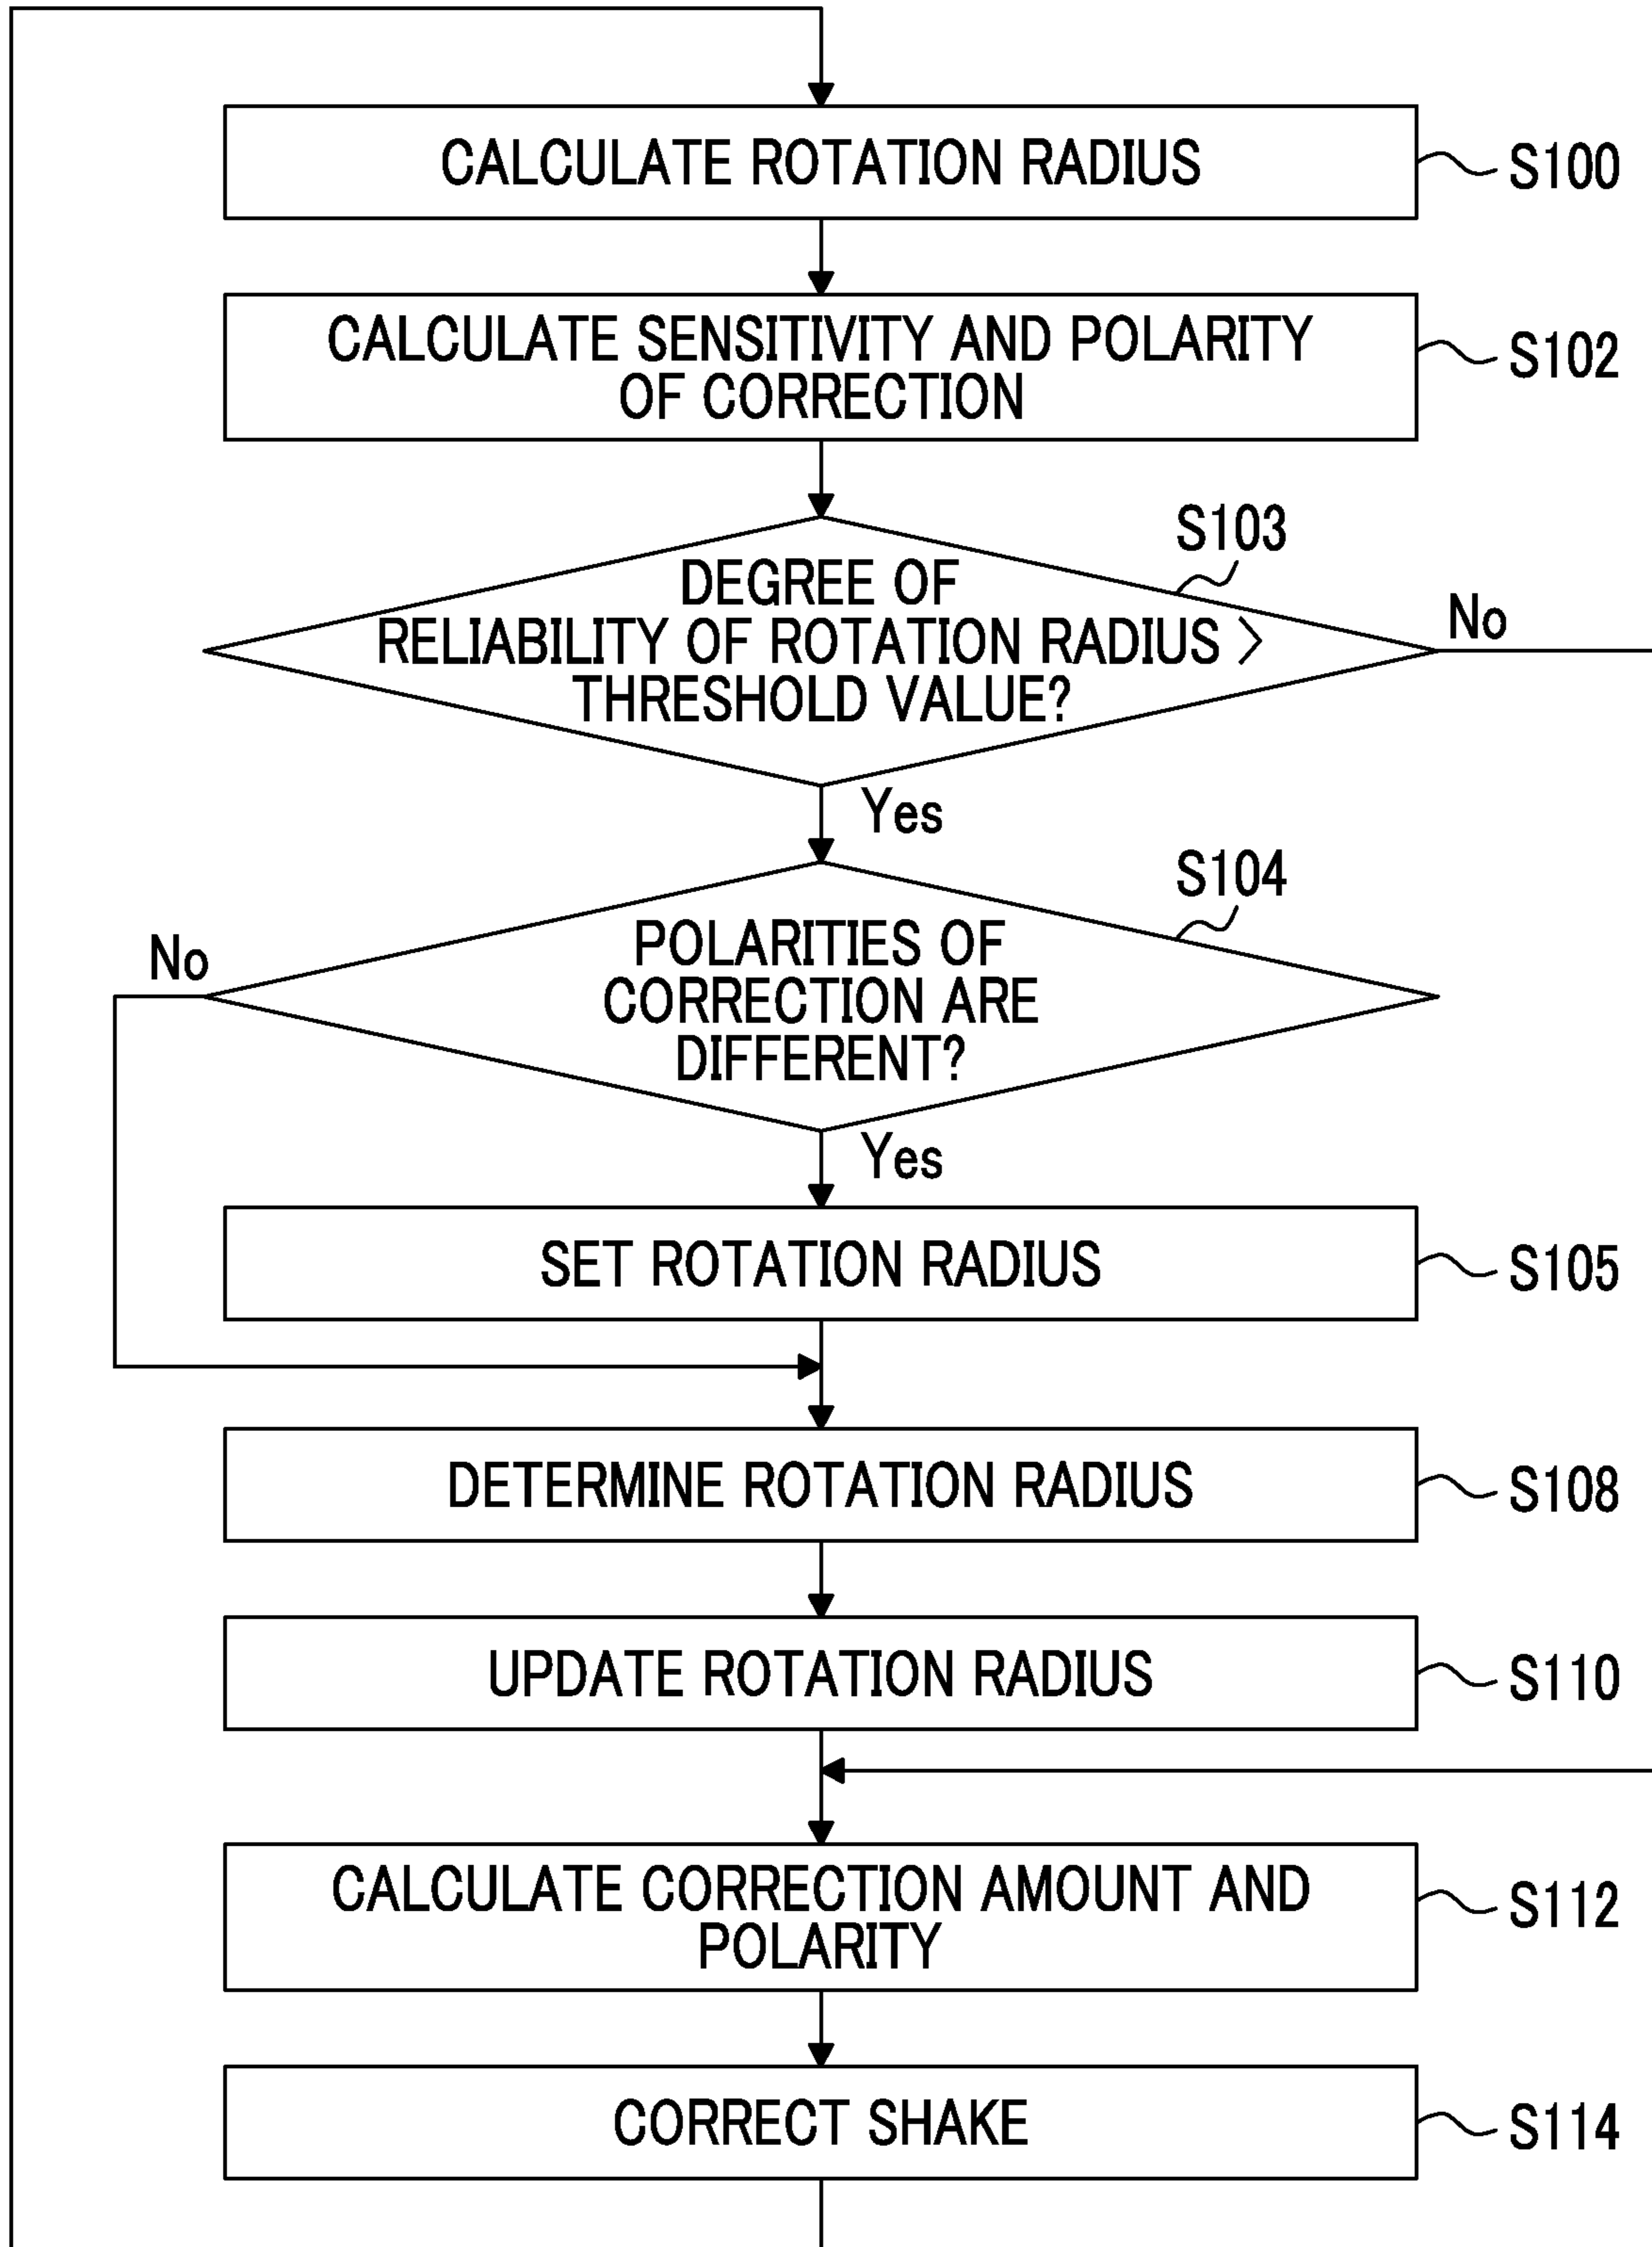 CALCULATE ROTATION RADIUS
S100
CALCULATE SENSITIVITY AND POLARITY
OF CORRECTION
S102
S103
DEGREE OF
RELIABILITY OF ROTATION RADIUS >
THRESHOLD VALUE?
No
Yes
S104
POLARITIES OF
CORRECTION ARE
DIFFERENT?
No
Yes
SET ROTATION RADIUS
S105
DETERMINE ROTATION RADIUS
S108
UPDATE ROTATION RADIUS
S110
CALCULATE CORRECTION AMOUNT AND
POLARITY
S112
CORRECT SHAKE
S114